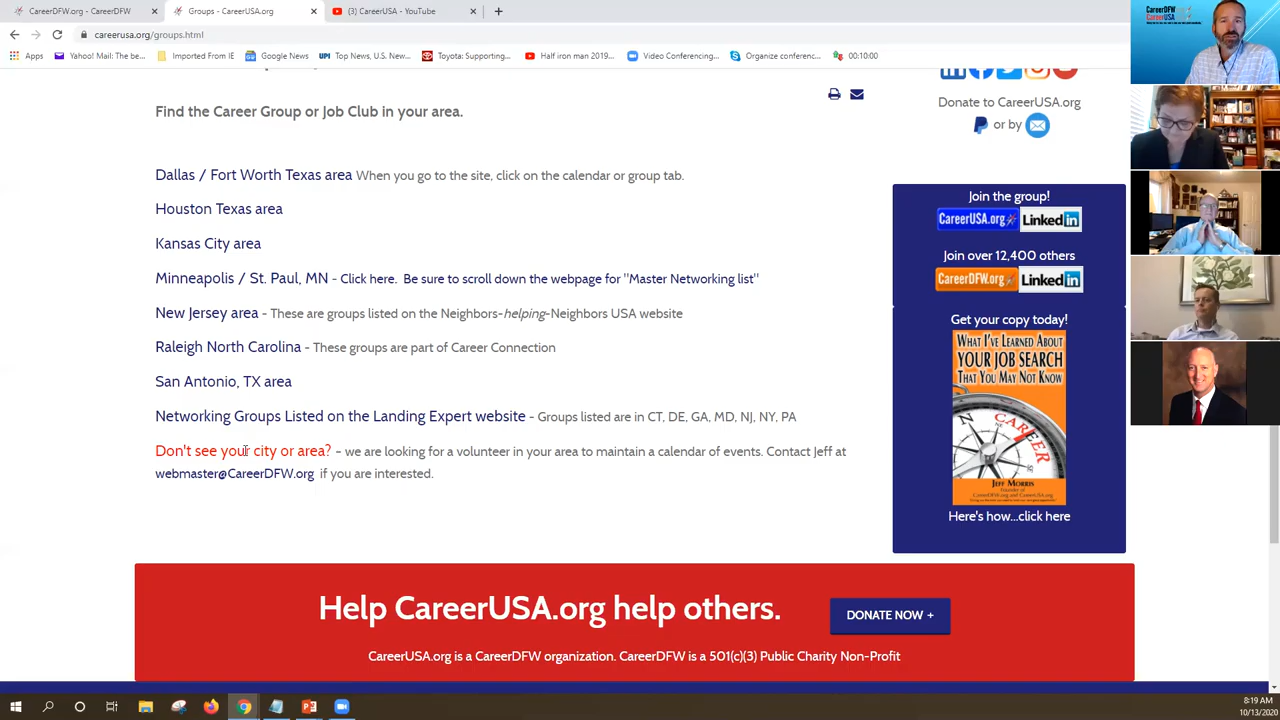 Groups - CareerDFW.org
Groups - CareerUSA.org
(3) CareerUSA - YouTube
careerusa.org/groups.html
Apps
Yahoo! Mail: The be...
Imported From IE
Google News
Top News, U.S. New...
Toyota: Supporting...
Half iron man 2019...
Video Conferencing...
Organize conferenc...
00:10:00
CareerDFW
CareerUSA
Find the Career Group or Job Club in your area.
Dallas / Fort Worth Texas area When you go to the site, click on the calendar or group tab.
Houston Texas area
Kansas City area
Minneapolis / St. Paul, MN - Click here. Be sure to scroll down the webpage for "Master Networking list"
New Jersey area - These are groups listed on the Neighbors-helping-Neighbors USA website
Raleigh North Carolina - These groups are part of Career Connection
San Antonio, TX area
Networking Groups Listed on the Landing Expert website - Groups listed are in CT, DE, GA, MD, NJ, NY, PA
Don't see your city or area? - we are looking for a volunteer in your area to maintain a calendar of events. Contact Jeff at
webmaster@CareerDFW.org if you are interested.
Donate to CareerUSA.org
or by
Join the group!
CareerUSA.org LinkedIn
Join over 12,400 others
CareerDFW.org LinkedIn
Get your copy today!
WHAT I'VE LEARNED ABOUT
YOUR JOB SEARCH
THAT YOU MAY NOT KNOW
CAREER
JEFF MORRIS
Founder of
CareerDFW.org and CareerUSA.org
Here's how...click here
Help CareerUSA.org help others.
DONATE NOW +
CareerUSA.org is a CareerDFW organization. CareerDFW is a 501(c)(3) Public Charity Non-Profit
8:19 AM
10/13/2020